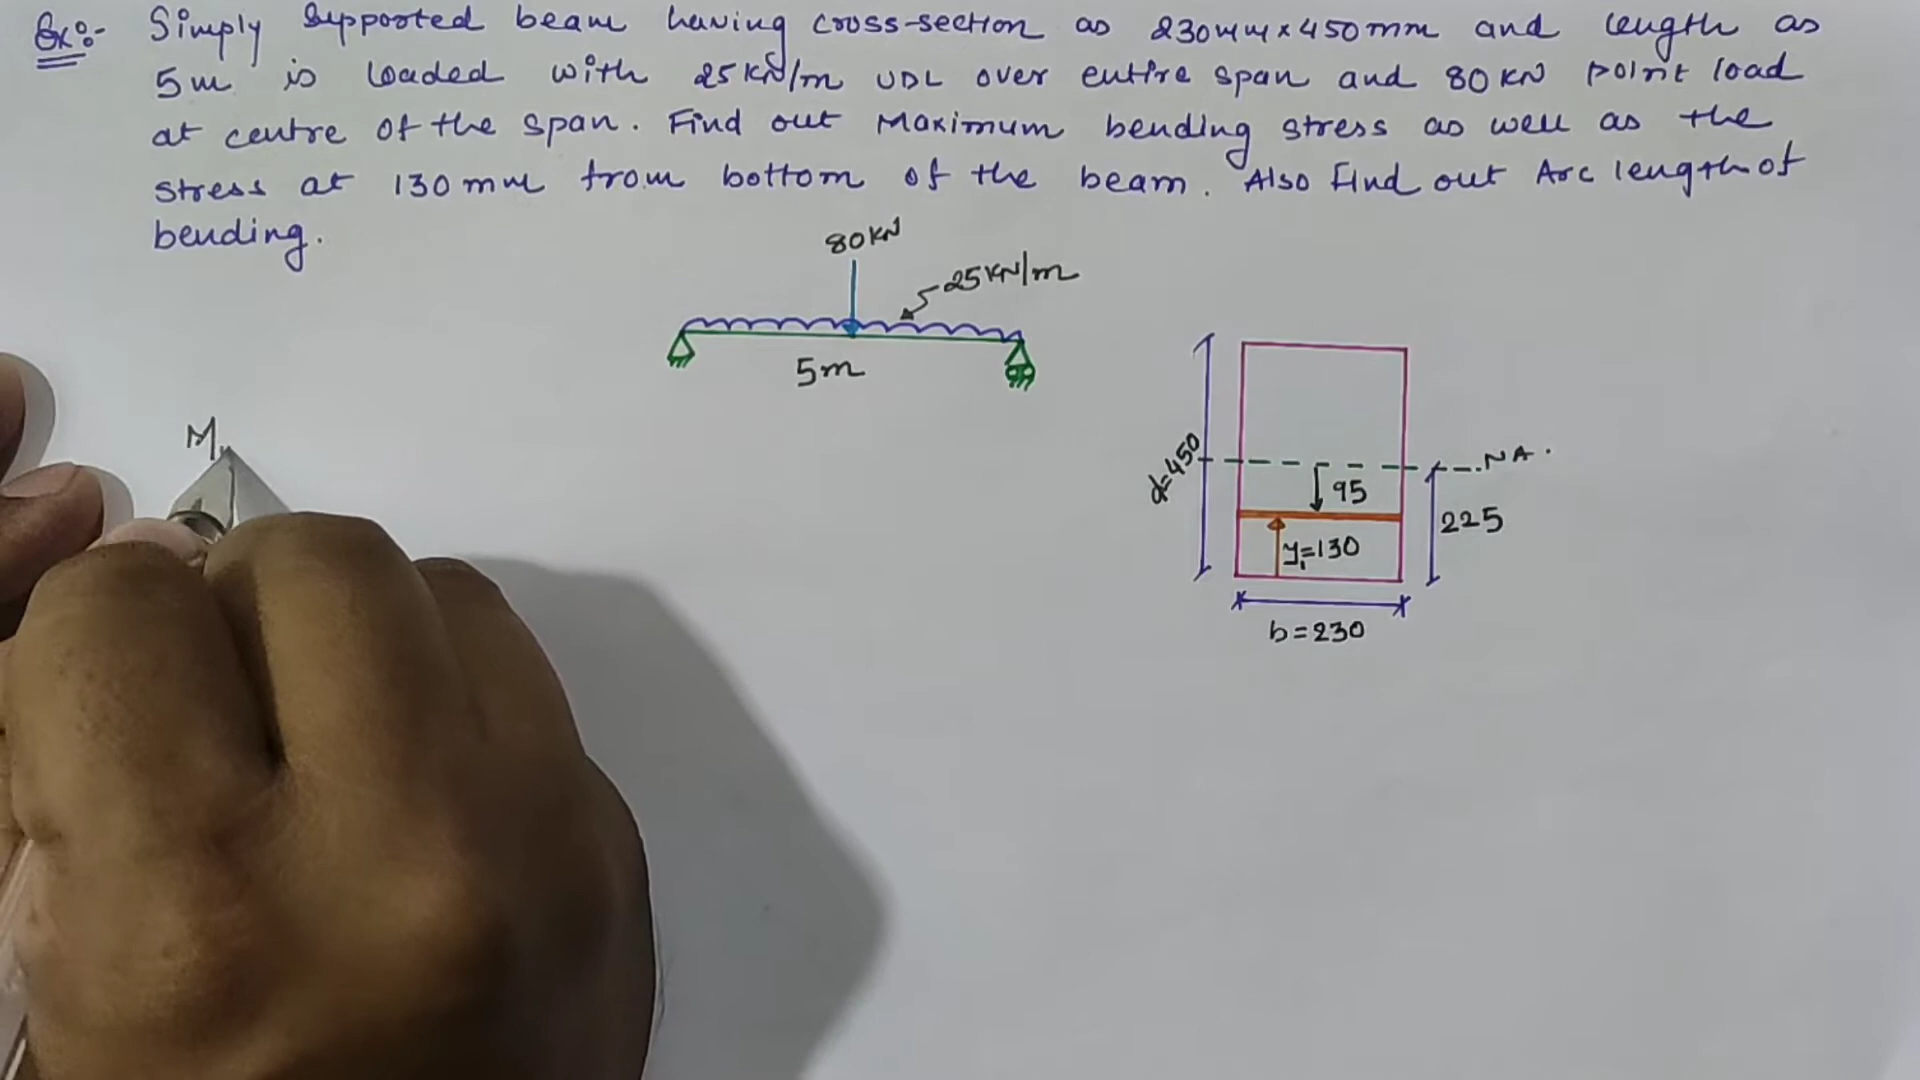 Ex:- Simply Supported beam having cross-section as 230mm x 450mm and length as
5m is loaded with 25KN/m UDL over entire span and 80KN point load
at centre of the span. Find out Maximum bending stress as well as the
stress at 130mm from bottom of the beam. Also Find out Arc length of
bending.
80KN
25KN/m
5m
M
d=450
NA.
95
225
y₁=130
b=230